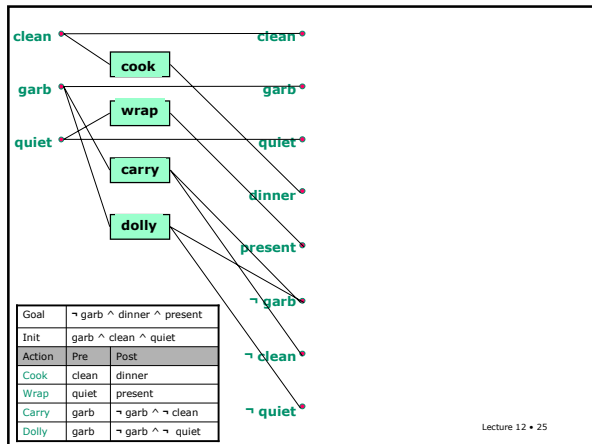 clean clean
cook
garb garb
wrap
quiet quiet
carry
dinner
dolly
present
¬ garb
¬ clean
¬ quiet
Goal ¬ garb ^ dinner ^ present
Init garb ^ clean ^ quiet
Action Pre Post
Cook clean dinner
Wrap quiet present
Carry garb ¬ garb ^ ¬ clean
Dolly garb ¬ garb ^ ¬ quiet
Lecture 12 • 25